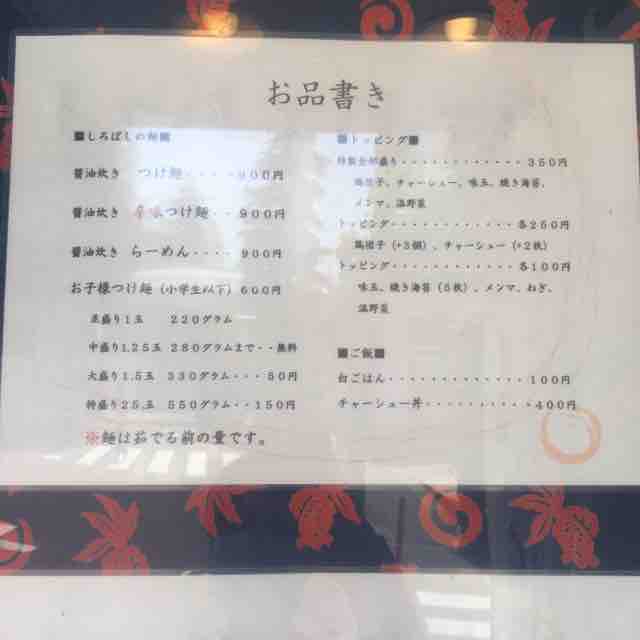 お品書き
■しろぼしの麺■
醤油炊き つけ麺・・・・900円
醤油炊き 辛味つけ麺・・900円
醤油炊き らーめん・・・・900円
お子様つけ麺（小学生以下）600円
並盛り1玉 220グラム
中盛り1.25玉 280グラムまで・・無料
大盛り1.5玉 330グラム・・・50円
特盛り2.5玉 550グラム・・・150円
※麺は茹でる前の量です。
■トッピング■
特製全部盛り・・・・・・・・・・・・・350円
鶏団子、チャーシュー、味玉、焼き海苔、
メンマ、温野菜
トッピング・・・・・・・・・・・・各250円
鶏団子（+3個）、チャーシュー（+2枚）
トッピング・・・・・・・・・・・・各100円
味玉、焼き海苔（5枚）、メンマ、ねぎ、
温野菜
■ご飯■
白ごはん・・・・・・・・・・・・・・100円
チャーシュー丼・・・・・・・・・・・400円